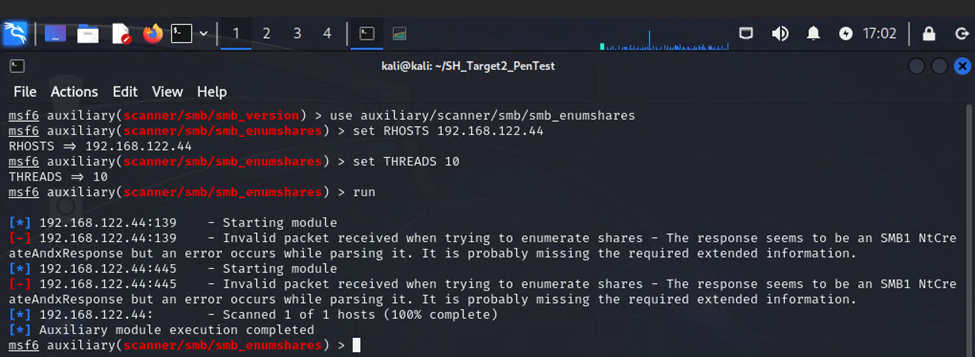 1 2 3 4 17:02
kali@kali: ~/SH_Target2_PenTest
File Actions Edit View Help
msf6 auxiliary(scanner/smb/smb_version) > use auxiliary/scanner/smb/smb_enumshares
msf6 auxiliary(scanner/smb/smb_enumshares) > set RHOSTS 192.168.122.44
RHOSTS => 192.168.122.44
msf6 auxiliary(scanner/smb/smb_enumshares) > set THREADS 10
THREADS => 10
msf6 auxiliary(scanner/smb/smb_enumshares) > run
[*] 192.168.122.44:139 - Starting module
[-] 192.168.122.44:139 - Invalid packet received when trying to enumerate shares - The response seems to be an SMB1 NtCre
ateAndxResponse but an error occurs while parsing it. It is probably missing the required extended information.
[*] 192.168.122.44:445 - Starting module
[-] 192.168.122.44:445 - Invalid packet received when trying to enumerate shares - The response seems to be an SMB1 NtCre
ateAndxResponse but an error occurs while parsing it. It is probably missing the required extended information.
[*] 192.168.122.44: - Scanned 1 of 1 hosts (100% complete)
[*] Auxiliary module execution completed
msf6 auxiliary(scanner/smb/smb_enumshares) >